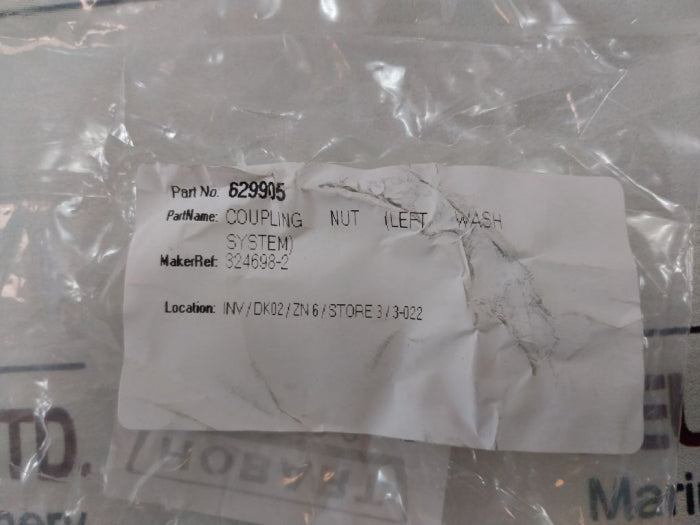 Part No. 629905
PartName: COUPLING NUT (LEFT WASH
SYSTEM)
MakerRef: 324698-2
Location: INV/DK02/ZN 6/STORE 3/3-022
TD.
HOBART
Mari